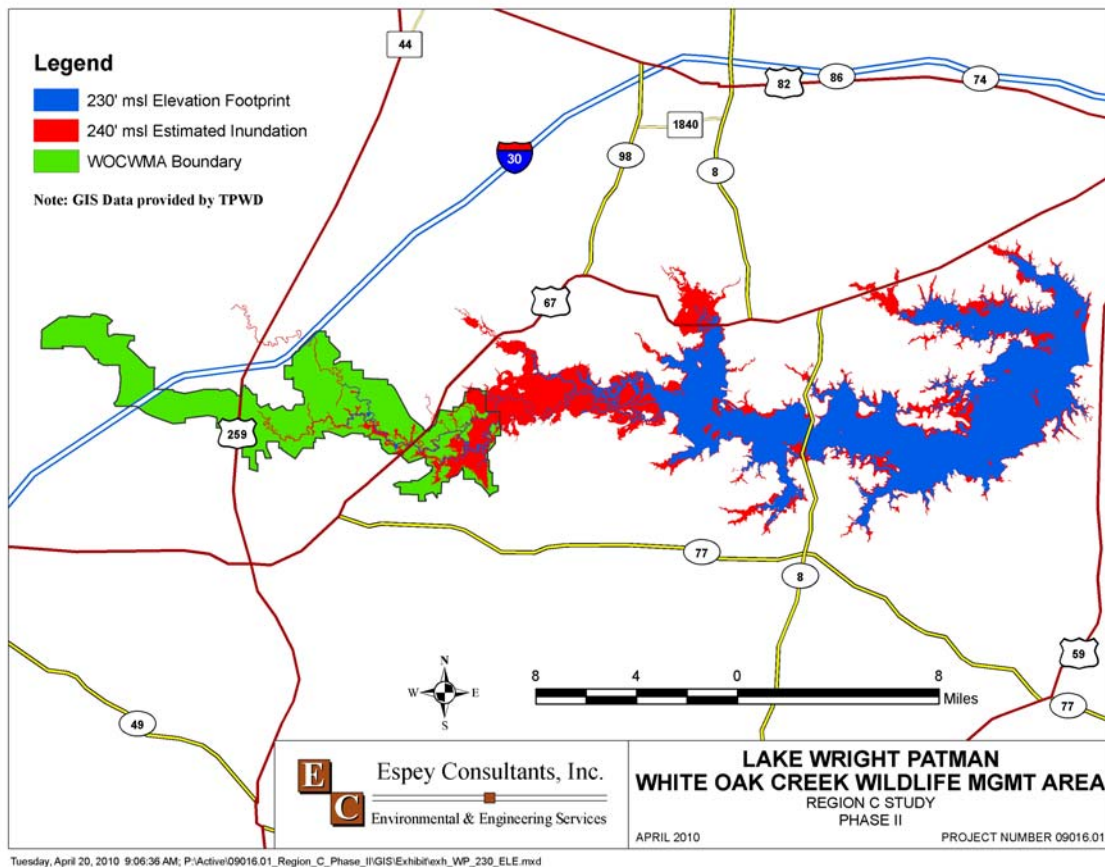 Legend
230' msl Elevation Footprint
240' msl Estimated Inundation
WOCWMA Boundary
Note: GIS Data provided by TPWD
44
82
86
74
1840
30
98
8
67
259
77
8
59
77
49
N
W E
S
8 4 0 8
Miles
E
C
Espey Consultants, Inc.
Environmental & Engineering Services
LAKE WRIGHT PATMAN
WHITE OAK CREEK WILDLIFE MGMT AREA
REGION C STUDY
PHASE II
APRIL 2010 PROJECT NUMBER 09016.01
Tuesday, April 20, 2010 9:06:36 AM; P:\Active\09016.01_Region_C_Phase_II\GIS\Exhibit\exh_WP_230_ELE.mxd